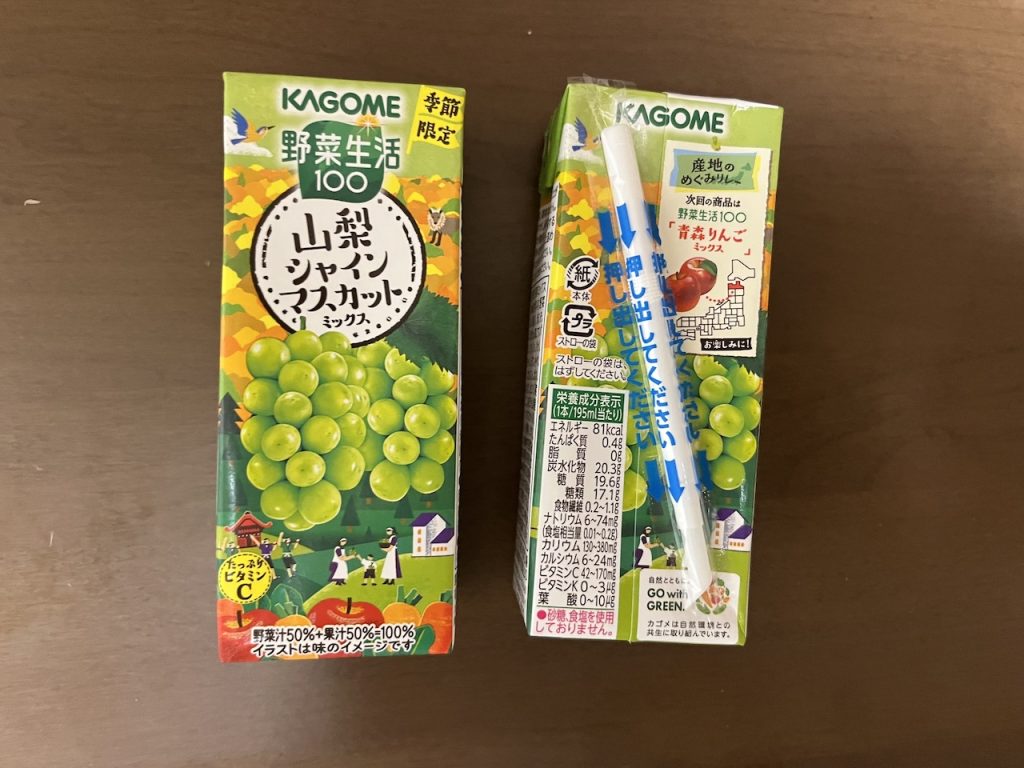 KAGOME
季節
限定
野菜生活
100
山梨
シャイン
マスカット
ミックス
たっぷり
ビタミン
C
野菜汁50%+果汁50%=100%
イラストは味のイメージです
KAGOME
産地の
めぐみリレー
次回の商品は
野菜生活100
「青森りんご
ミックス」
お楽しみに!
押し出してください
押し出してください
紙
本体
プラ
ストローの袋
ストローの袋は、
はずしてください。
栄養成分表示
(1本/195ml当たり)
エネルギー 81kcal
たんぱく質 0.4g
脂質 0g
炭水化物 20.3g
糖質 19.6g
糖類 17.1g
食物繊維 0.2~1.1g
ナトリウム 6~74mg
(食塩相当量 0.01~0.2g)
カリウム 130~380mg
カルシウム 6~24mg
ビタミンC 42~170mg
ビタミンK 0~3μg
葉酸 0~10μg
●砂糖、食塩を使用
しておりません。
自然とともに
GO with
GREEN.
カゴメは自然環境との
共生に取り組んでいます。